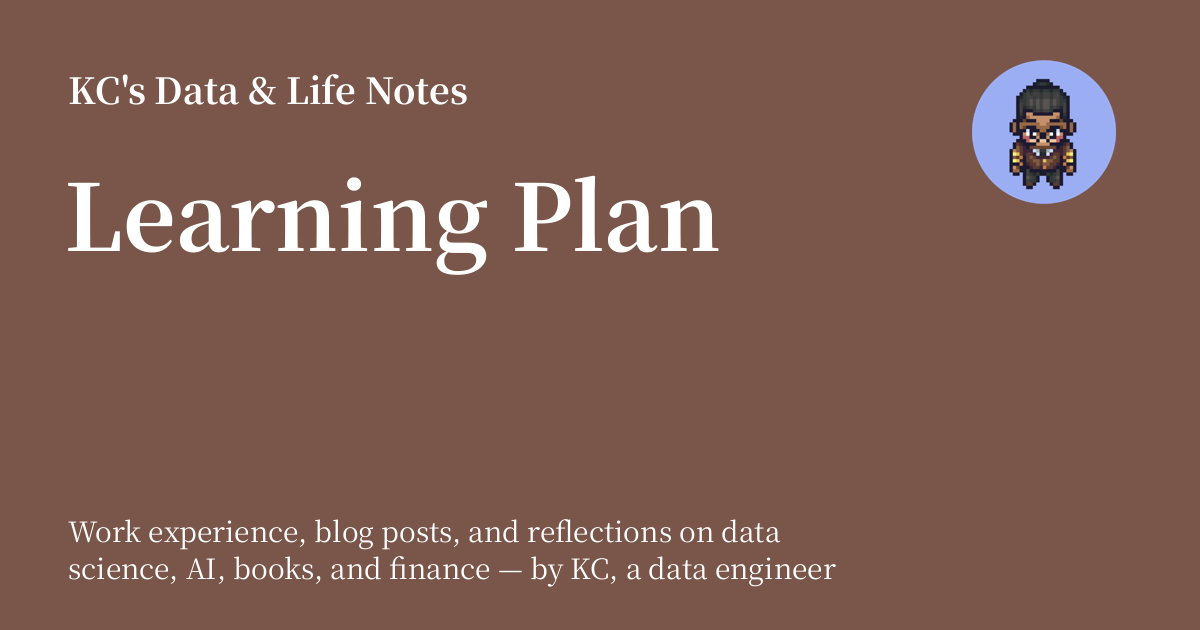 KC's Data & Life Notes
Learning Plan
Work experience, blog posts, and reflections on data
science, AI, books, and finance — by KC, a data engineer